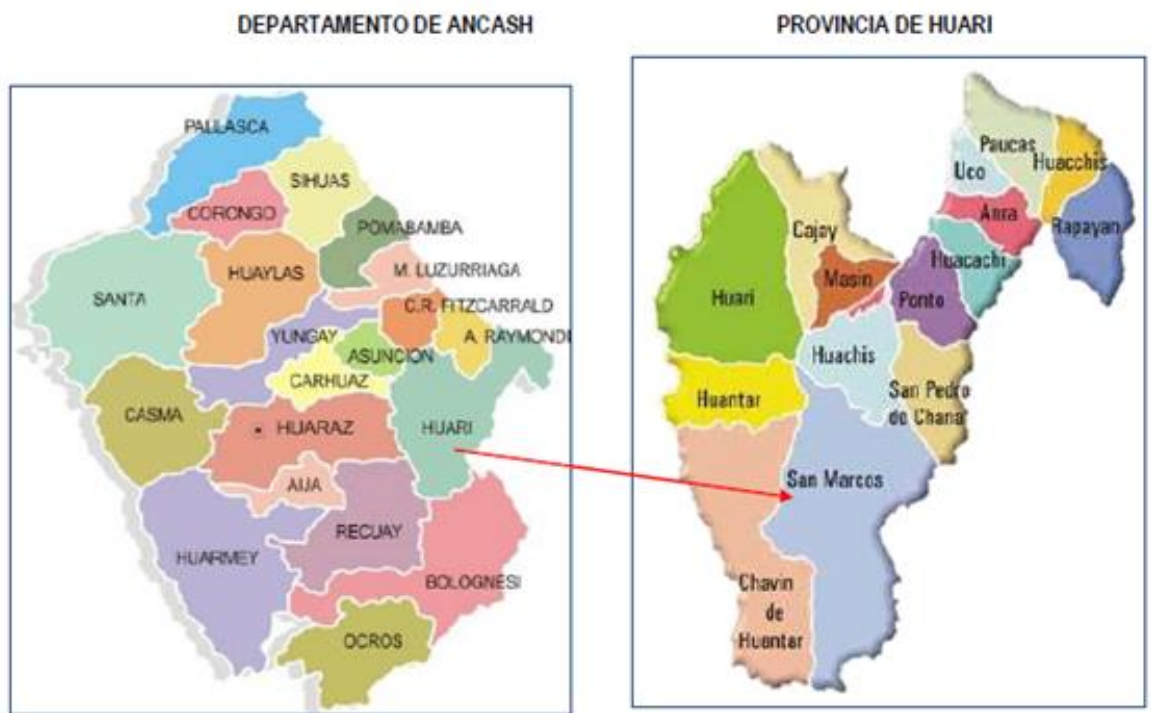 DEPARTAMENTO DE ANCASH
PROVINCIA DE HUARI
PALLASCA
SIHUAS
CORONGO
POMABAMBA
M. LUZURRIAGA
HUAYLAS
SANTA
C.R. FITZCARRALD
YUNGAY
A. RAYMONDI
ASUNCION
CARHUAZ
CASMA
HUARAZ
HUARI
AIJA
RECUAY
HUARMEY
BOLOGNESI
OCROS
Paucas
Huacchis
Uco
Anra
Rapayan
Cajay
Huacachi
Masin
Huari
Ponto
Huachis
San Pedro
de Chana
Huantar
San Marcos
Chavin
de
Huantar